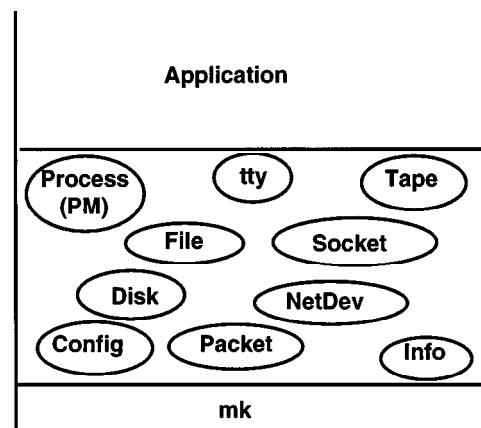 Application
Process
(PM)
tty
Tape
File
Socket
Disk
NetDev
Config
Packet
Info
mk